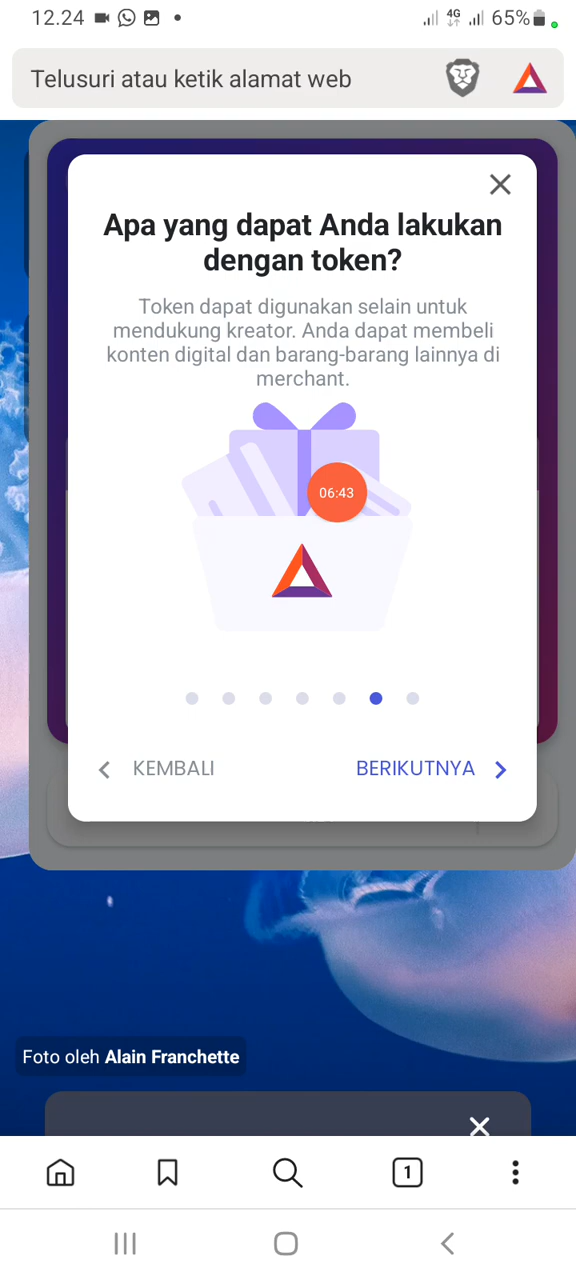 12.24
4G
65%
Telusuri atau ketik alamat web
Apa yang dapat Anda lakukan
dengan token?
Token dapat digunakan selain untuk
mendukung kreator. Anda dapat membeli
konten digital dan barang-barang lainnya di
merchant.
06:43
KEMBALI
BERIKUTNYA
Foto oleh Alain Franchette
1